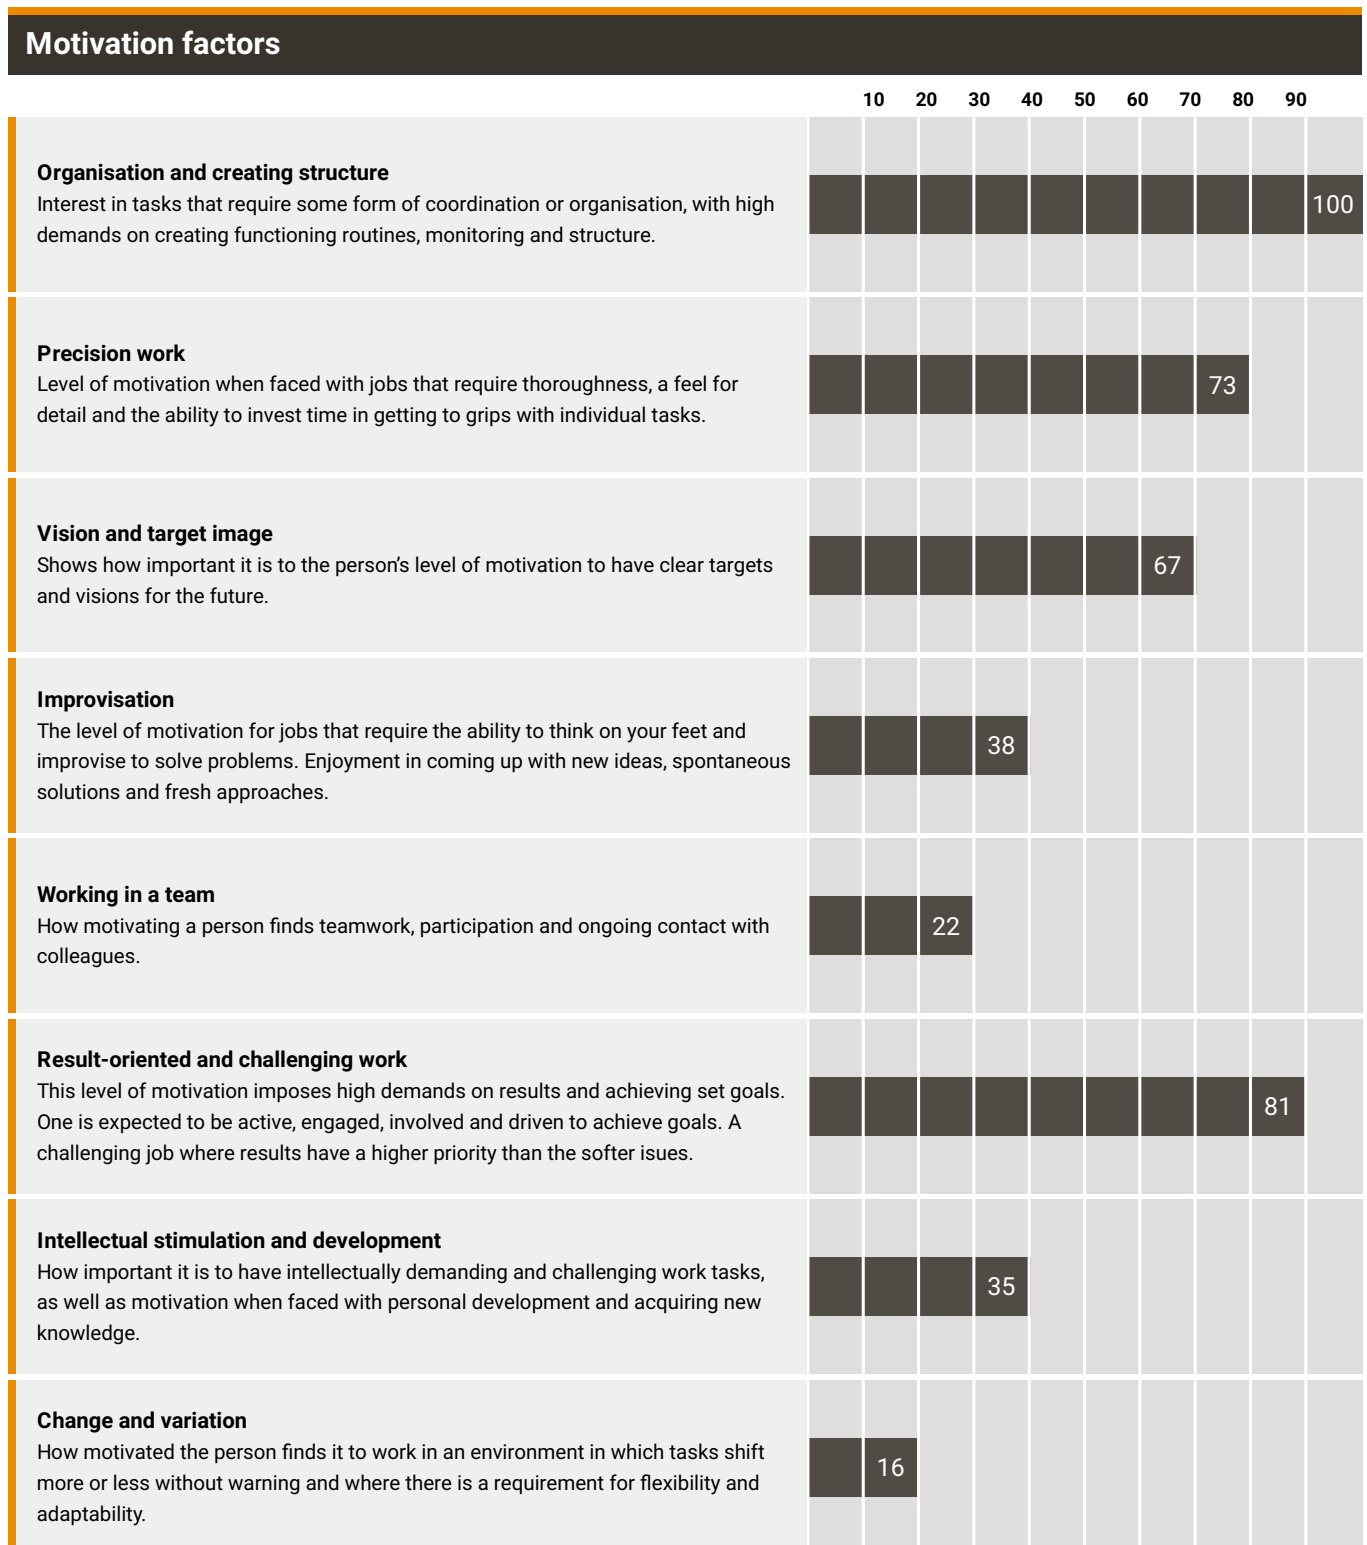 Motivation factors
10 20 30 40 50 60 70 80 90
Organisation and creating structure
Interest in tasks that require some form of coordination or organisation, with high
demands on creating functioning routines, monitoring and structure.
100
Precision work
Level of motivation when faced with jobs that require thoroughness, a feel for
detail and the ability to invest time in getting to grips with individual tasks.
73
Vision and target image
Shows how important it is to the person's level of motivation to have clear targets
and visions for the future.
67
Improvisation
The level of motivation for jobs that require the ability to think on your feet and
improvise to solve problems. Enjoyment in coming up with new ideas, spontaneous
solutions and fresh approaches.
38
Working in a team
How motivating a person finds teamwork, participation and ongoing contact with
colleagues.
22
Result-oriented and challenging work
This level of motivation imposes high demands on results and achieving set goals.
One is expected to be active, engaged, involved and driven to achieve goals. A
challenging job where results have a higher priority than the softer isues.
81
Intellectual stimulation and development
How important it is to have intellectually demanding and challenging work tasks,
as well as motivation when faced with personal development and acquiring new
knowledge.
35
Change and variation
How motivated the person finds it to work in an environment in which tasks shift
more or less without warning and where there is a requirement for flexibility and
adaptability.
16